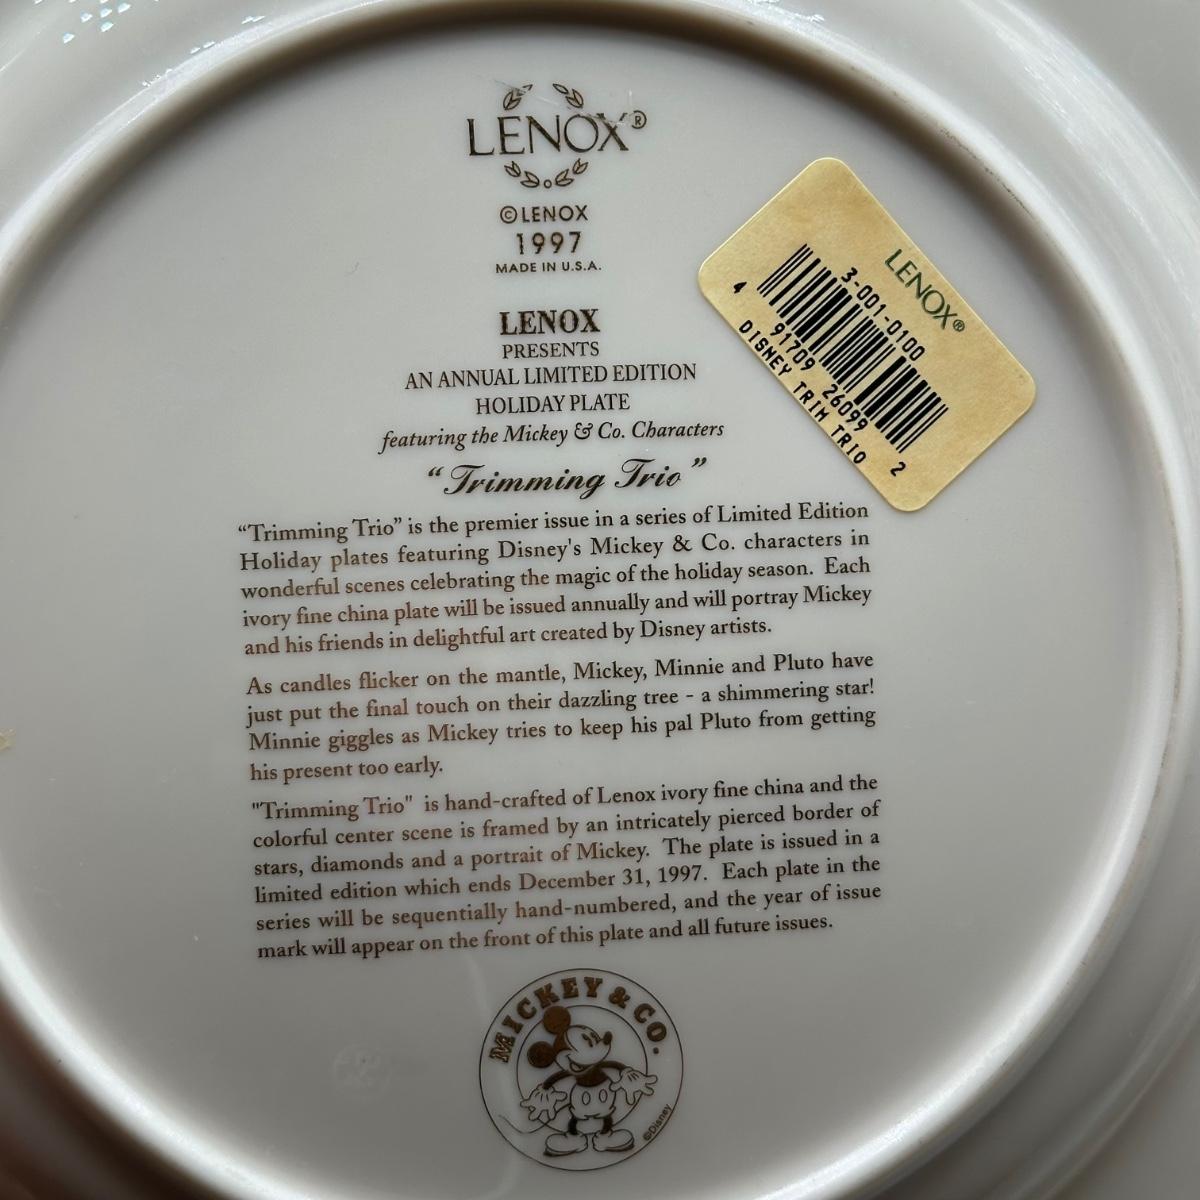 LENOX®
©LENOX
1997
MADE IN U.S.A.
LENOX
PRESENTS
AN ANNUAL LIMITED EDITION
HOLIDAY PLATE
featuring the Mickey & Co. Characters
“Trimming Trio”
“Trimming Trio” is the premier issue in a series of Limited Edition
Holiday plates featuring Disney's Mickey & Co. characters in
wonderful scenes celebrating the magic of the holiday season. Each
ivory fine china plate will be issued annually and will portray Mickey
and his friends in delightful art created by Disney artists.
As candles flicker on the mantle, Mickey, Minnie and Pluto have
just put the final touch on their dazzling tree - a shimmering star!
Minnie giggles as Mickey tries to keep his pal Pluto from getting
his present too early.
"Trimming Trio" is hand-crafted of Lenox ivory fine china and the
colorful center scene is framed by an intricately pierced border of
stars, diamonds and a portrait of Mickey. The plate is issued in a
limited edition which ends December 31, 1997. Each plate in the
series will be sequentially hand-numbered, and the year of issue
mark will appear on the front of this plate and all future issues.
MICKEY & CO.
©Disney
LENOX®
3-001-0100
4 91709 26099 2
DISNEY TRIM TRIO